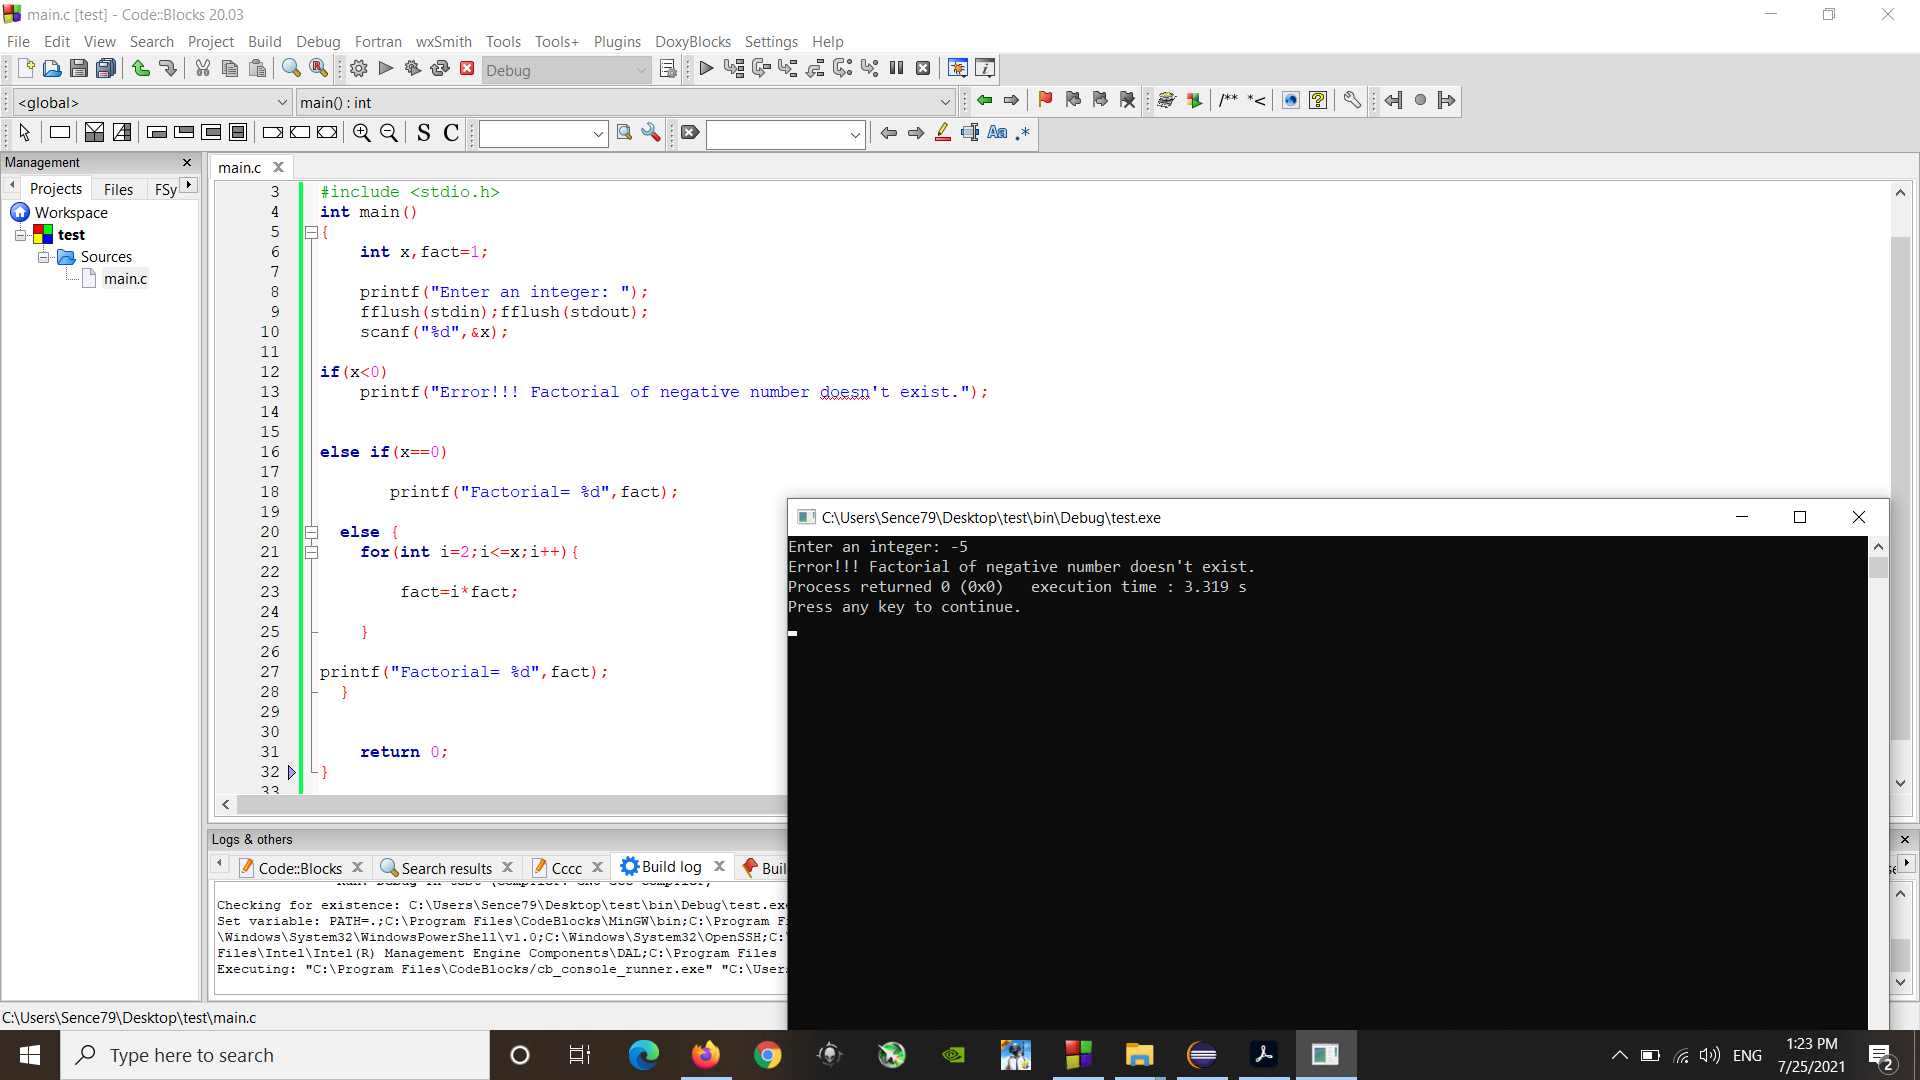 main.c [test] - Code::Blocks 20.03
File Edit View Search Project Build Debug Fortran wxSmith Tools Tools+ Plugins DoxyBlocks Settings Help
Debug
<global> main() : int /** *<
S C Aa .*
Management
Projects Files FSy
Workspace
test
Sources
main.c
main.c
3 #include <stdio.h>
4 int main()
5 {
6 int x,fact=1;
7
8 printf("Enter an integer: ");
9 fflush(stdin);fflush(stdout);
10 scanf("%d",&x);
11
12 if(x<0)
13 printf("Error!!! Factorial of negative number doesn't exist.");
14
15
16 else if(x==0)
17
18 printf("Factorial= %d",fact);
19
20 else {
21 for(int i=2;i<=x;i++){
22
23 fact=i*fact;
24
25 }
26
27 printf("Factorial= %d",fact);
28 }
29
30
31 return 0;
32 }
33
C:\Users\Sence79\Desktop\test\bin\Debug\test.exe
Enter an integer: -5
Error!!! Factorial of negative number doesn't exist.
Process returned 0 (0x0) execution time : 3.319 s
Press any key to continue.
Logs & others
Code::Blocks Search results Cccc Build log Buil
Checking for existence: C:\Users\Sence79\Desktop\test\bin\Debug\test.exe
Set variable: PATH=.;C:\Program Files\CodeBlocks\MinGW\bin;C:\Program F
\Windows\System32\WindowsPowerShell\v1.0;C:\Windows\System32\OpenSSH;C:\
Files\Intel\Intel(R) Management Engine Components\DAL;C:\Program Files
Executing: "C:\Program Files\CodeBlocks/cb_console_runner.exe" "C:\Users
C:\Users\Sence79\Desktop\test\main.c
Type here to search
ENG
1:23 PM
7/25/2021
2